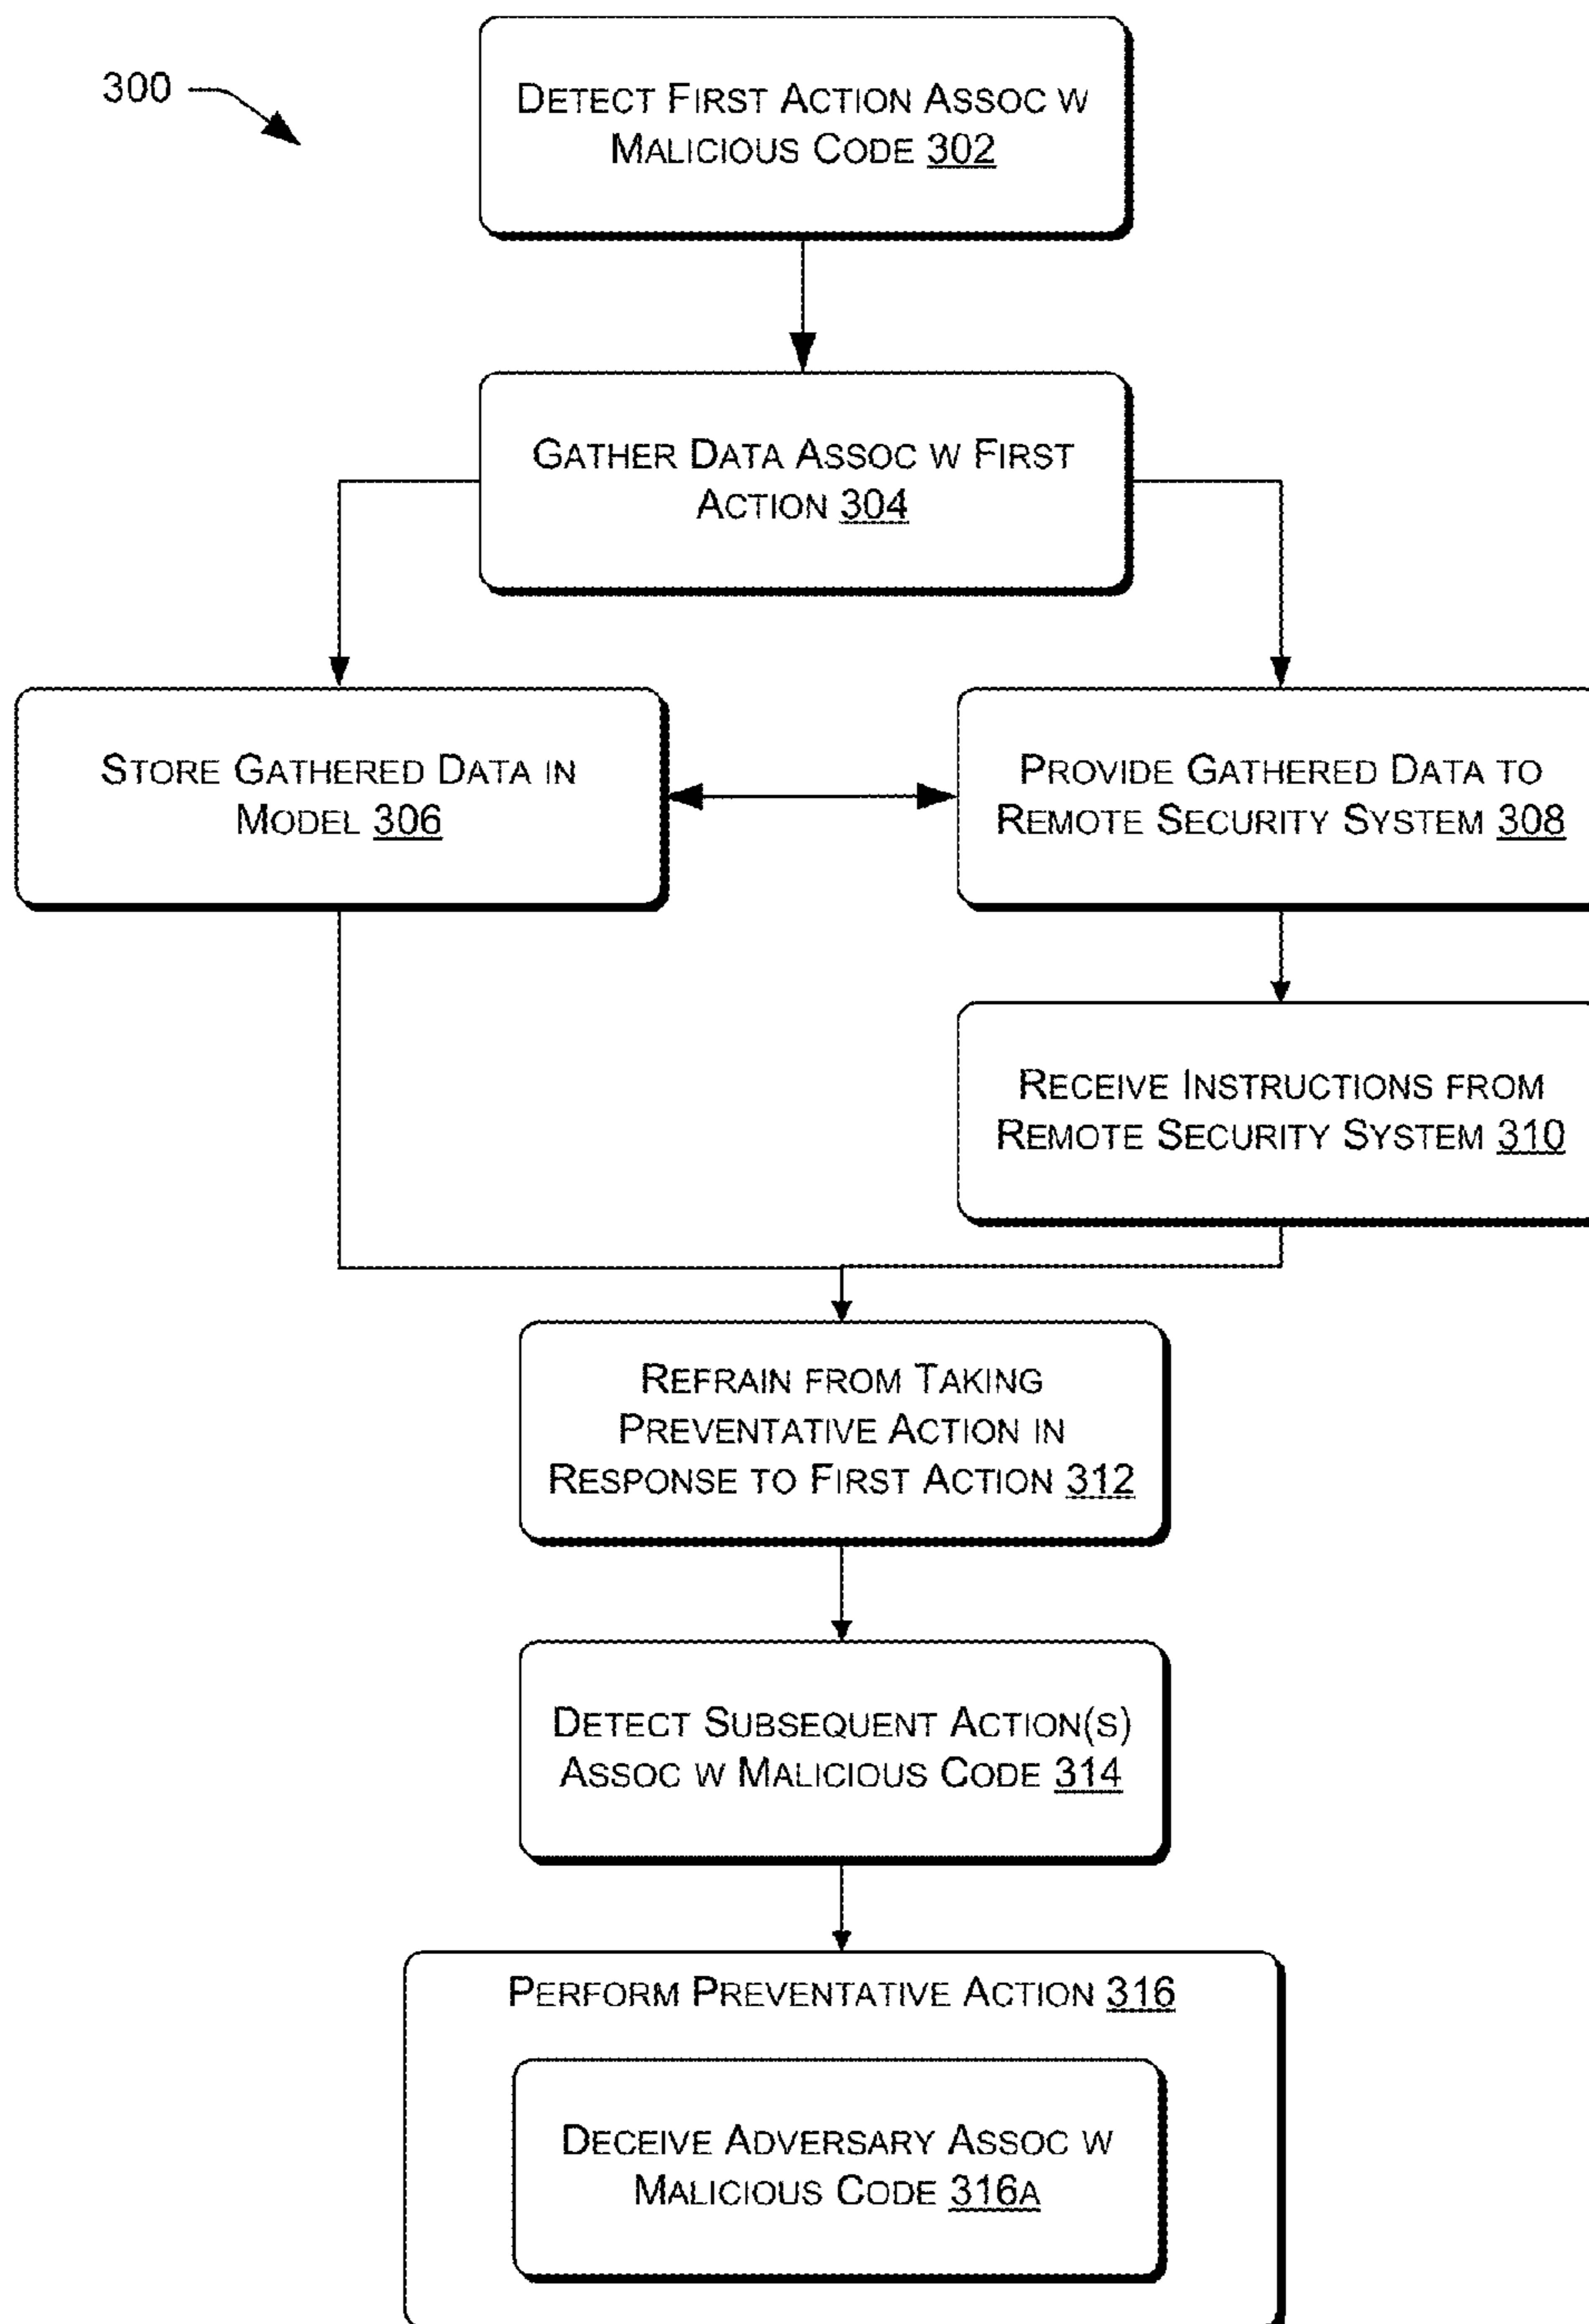 300
DETECT FIRST ACTION ASSOC W
MALICIOUS CODE 302
GATHER DATA ASSOC W FIRST
ACTION 304
STORE GATHERED DATA IN
MODEL 306
PROVIDE GATHERED DATA TO
REMOTE SECURITY SYSTEM 308
RECEIVE INSTRUCTIONS FROM
REMOTE SECURITY SYSTEM 310
REFRAIN FROM TAKING
PREVENTATIVE ACTION IN
RESPONSE TO FIRST ACTION 312
DETECT SUBSEQUENT ACTION(S)
ASSOC W MALICIOUS CODE 314
PERFORM PREVENTATIVE ACTION 316
DECEIVE ADVERSARY ASSOC W
MALICIOUS CODE 316A